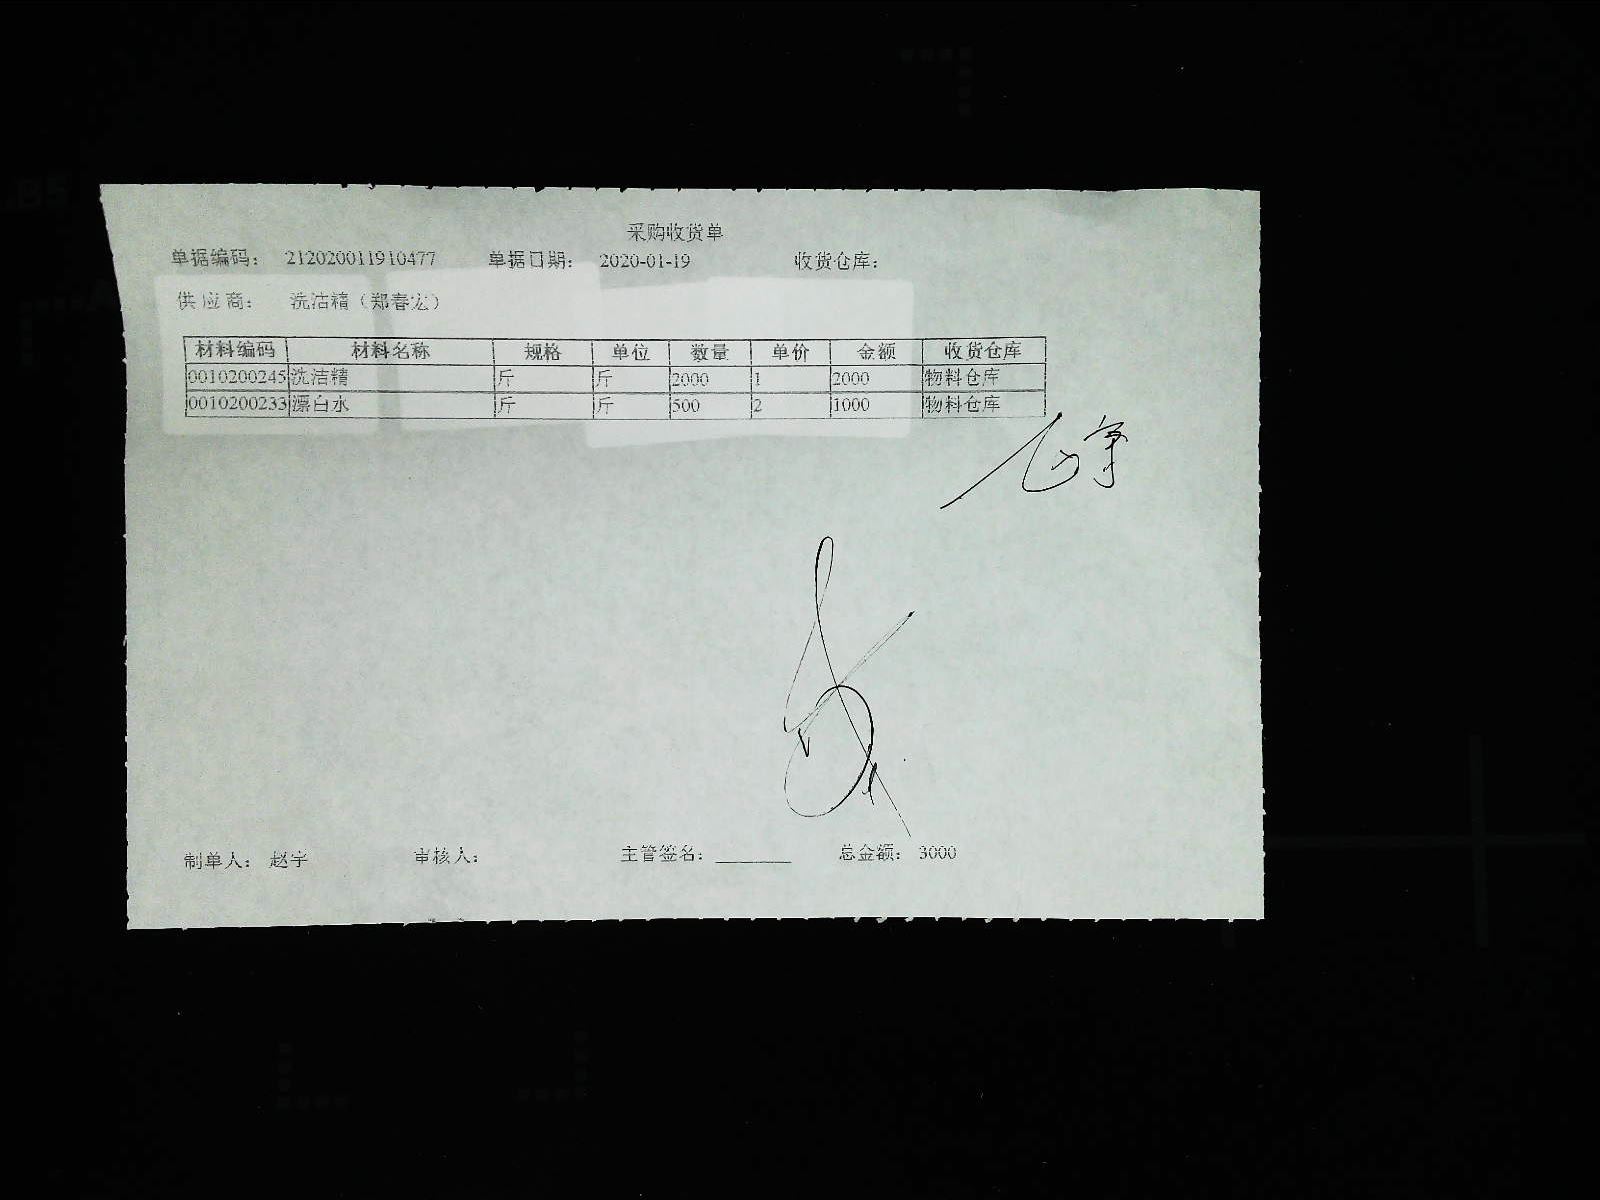 采购收货单
单据编码： 212020011910477 单据日期： 2020-01-19 收货仓库：
供应商： 洗洁精（郑春宏）
材料编码 材料名称 规格 单位 数量 单价 金额 收货仓库
0010200245 洗洁精 斤 斤 2000 1 2000 物料仓库
0010200233 漂白水 斤 斤 500 2 1000 物料仓库
制单人： 赵宇 审核人： 主管签名：________ 总金额： 3000